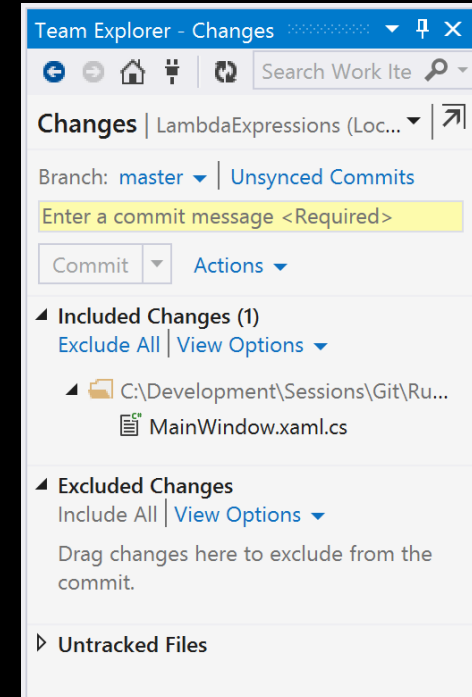 Team Explorer - Changes
Search Work Ite
Changes | LambdaExpressions (Loc...
Branch: master | Unsynced Commits
Enter a commit message <Required>
Commit Actions
Included Changes (1)
Exclude All | View Options
C:\Development\Sessions\Git\Ru...
C# MainWindow.xaml.cs
Excluded Changes
Include All | View Options
Drag changes here to exclude from the
commit.
Untracked Files